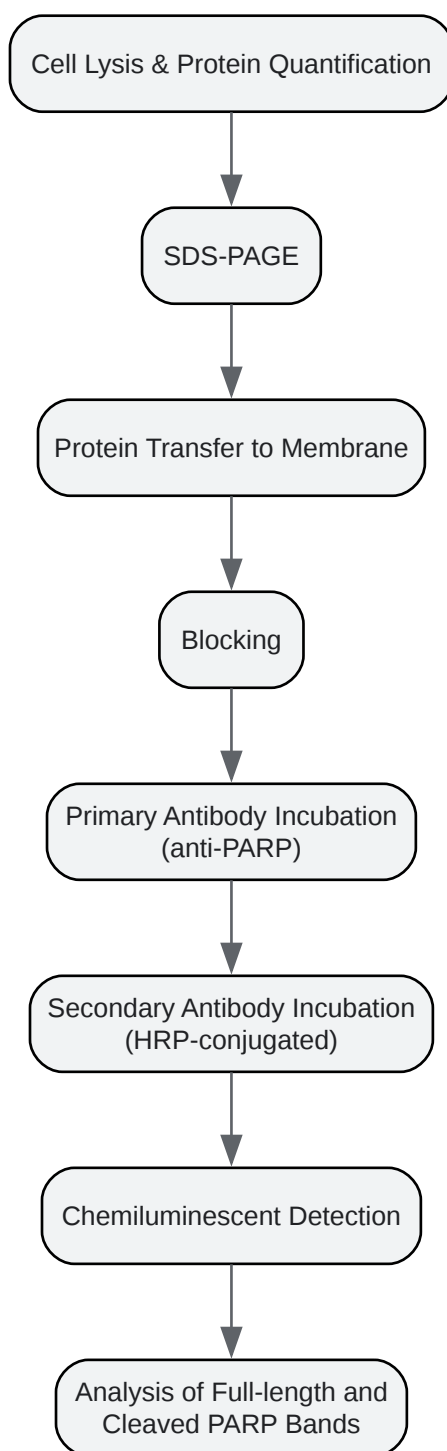 Cell Lysis & Protein Quantification
SDS-PAGE
Protein Transfer to Membrane
Blocking
Primary Antibody Incubation
(anti-PARP)
Secondary Antibody Incubation
(HRP-conjugated)
Chemiluminescent Detection
Analysis of Full-length and
Cleaved PARP Bands